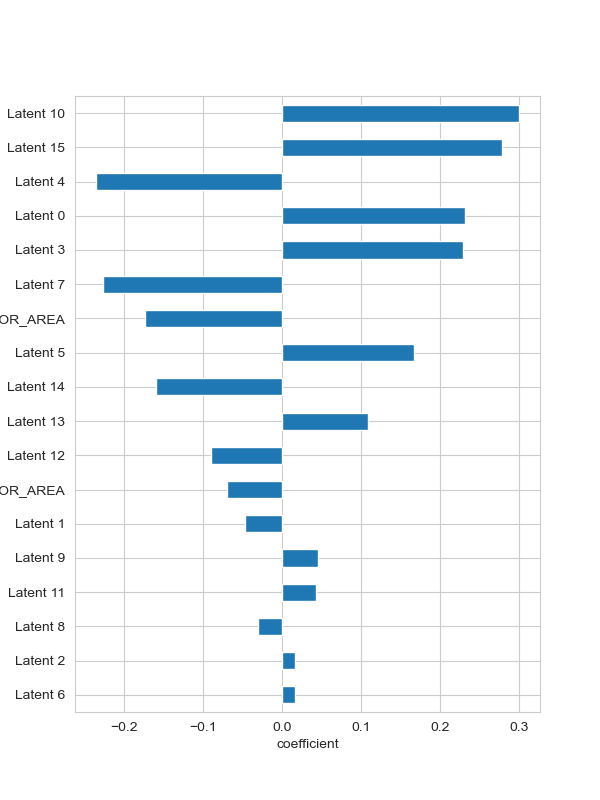 Latent 10
Latent 15
Latent 4
Latent 0
Latent 3
Latent 7
OR_AREA
Latent 5
Latent 14
Latent 13
Latent 12
OR_AREA
Latent 1
Latent 9
Latent 11
Latent 8
Latent 2
Latent 6
−0.2 −0.1 0.0 0.1 0.2 0.3
coefficient